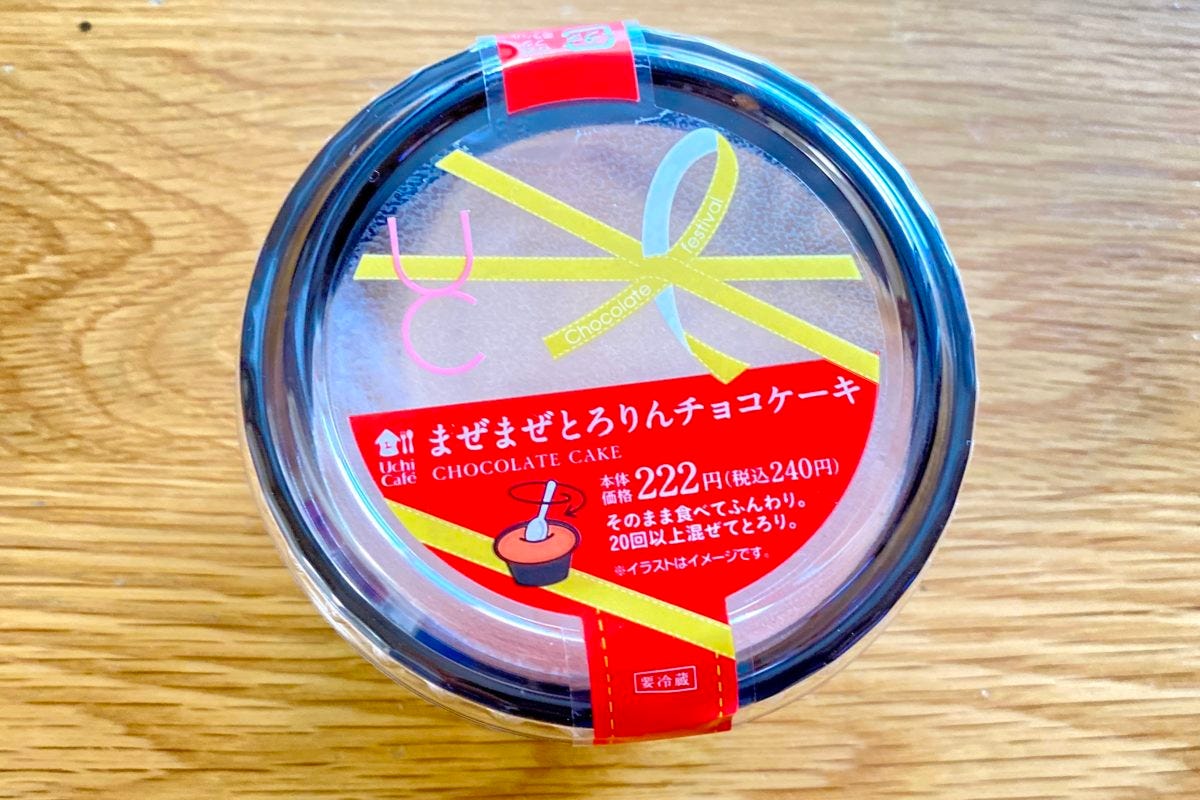 UC
festival
Chocolate
Uchi
Café
まぜまぜとろりんチョコケーキ
CHOCOLATE CAKE
本体
価格 222円(税込240円)
そのまま食べてふんわり。
20回以上混ぜてとろり。
※イラストはイメージです。
要冷蔵